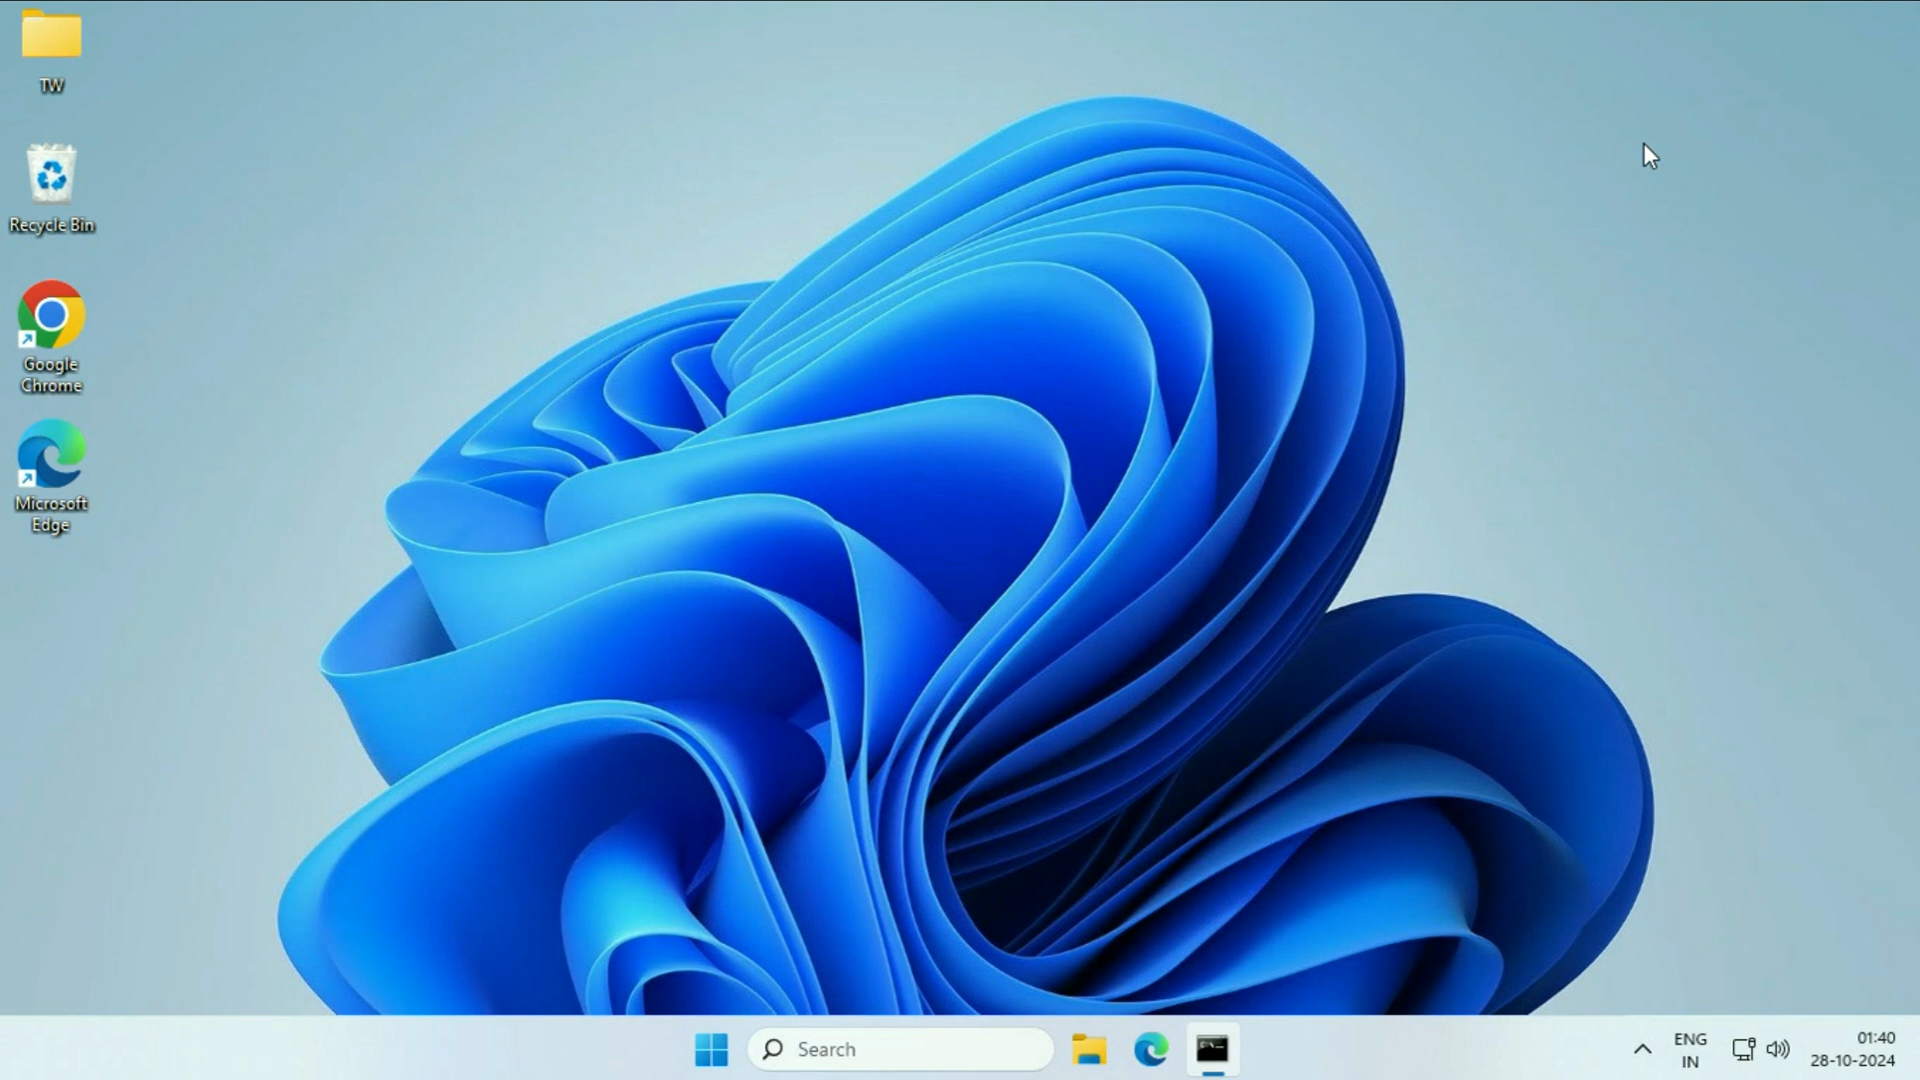 TW
Recycle Bin
Google
Chrome
Microsoft
Edge
Search
ENG
IN
01:40
28-10-2024